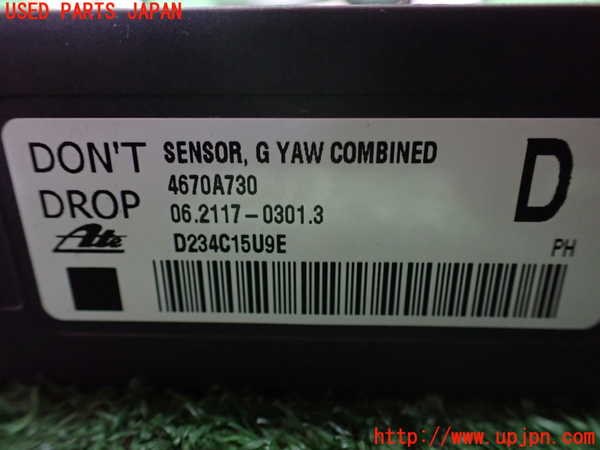 USED PARTS JAPAN
DON'T
DROP
SENSOR, G YAW COMBINED
4670A730
06.2117-0301.3
D234C15U9E
Ate
D
PH
http://www.upjpn.com/